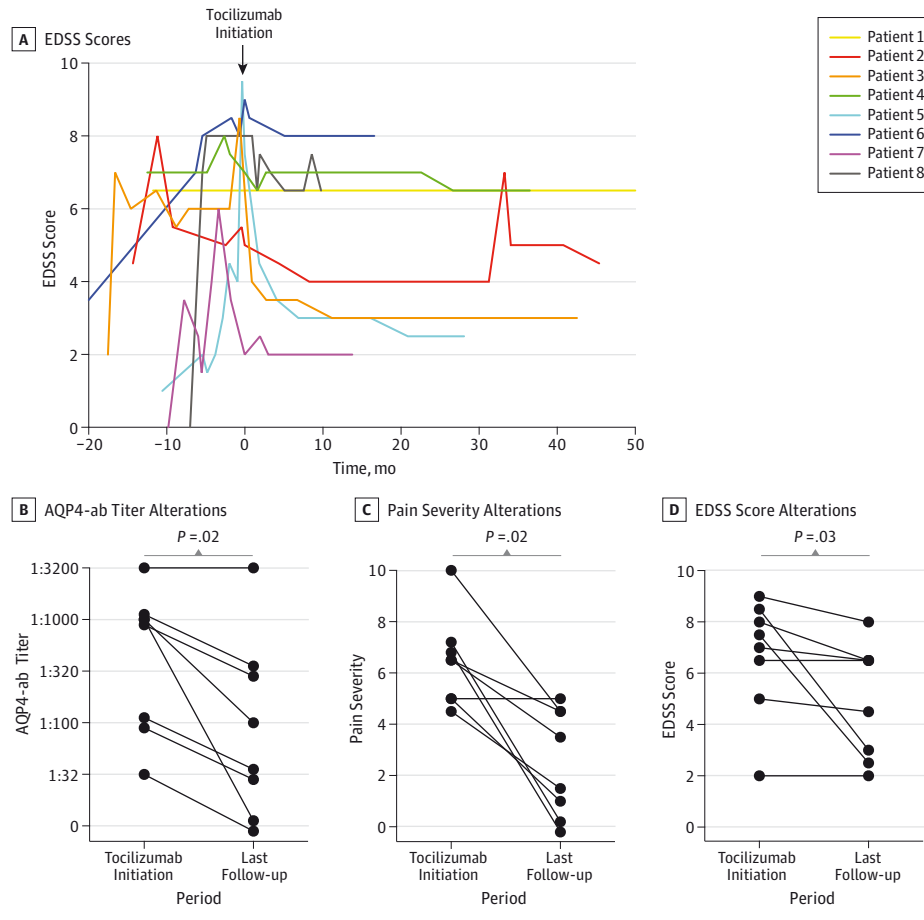 Tocilizumab
Initiation
A EDSS Scores
10
8
6
4
2
0
EDSS Score
−20
−10
0
10
20
30
40
50
Time, mo
Patient 1
Patient 2
Patient 3
Patient 4
Patient 5
Patient 6
Patient 7
Patient 8
B AQP4-ab Titer Alterations
P = .02
1:3200
1:1000
1:320
1:100
1:32
0
AQP4-ab Titer
Tocilizumab
Initiation
Last
Follow-up
Period
C Pain Severity Alterations
P = .02
10
8
6
4
2
0
Pain Severity
Tocilizumab
Initiation
Last
Follow-up
Period
D EDSS Score Alterations
P = .03
10
8
6
4
2
0
EDSS Score
Tocilizumab
Initiation
Last
Follow-up
Period